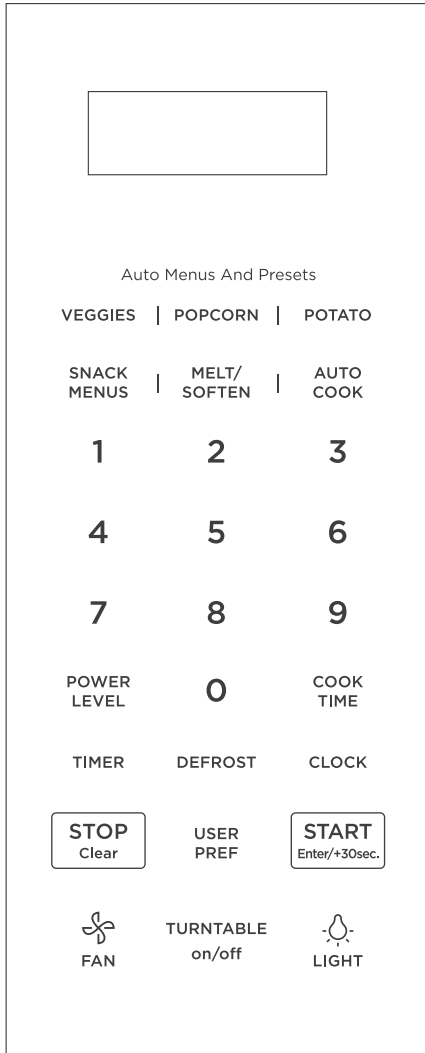 Auto Menus And Presets
VEGGIES | POPCORN | POTATO
SNACK MENUS | MELT/ SOFTEN | AUTO COOK
1 2 3
4 5 6
7 8 9
POWER LEVEL 0 COOK TIME
TIMER DEFROST CLOCK
STOP Clear USER PREF START Enter/+30sec.
FAN TURNTABLE on/off LIGHT